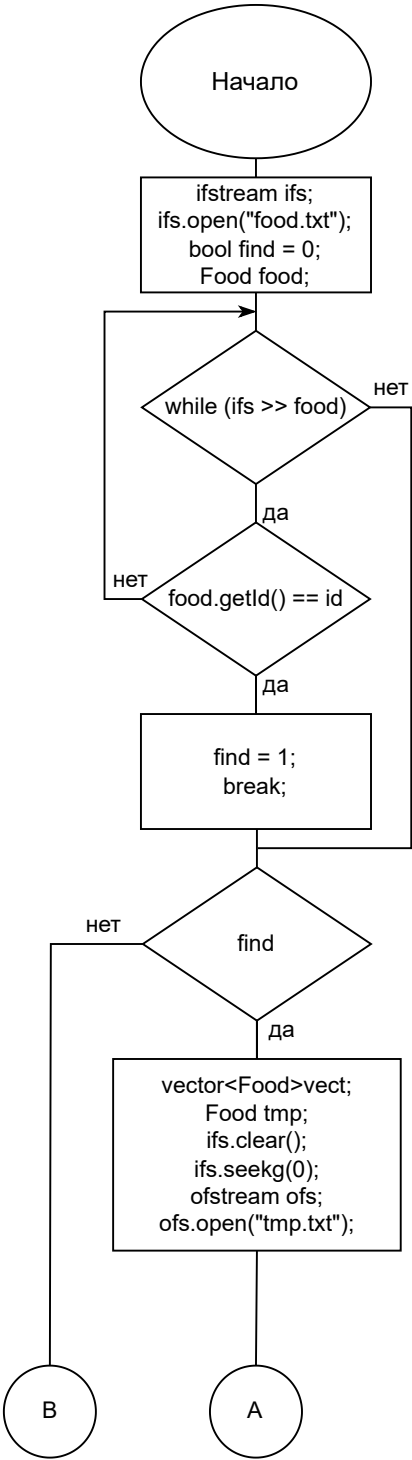 Начало
ifstream ifs;
ifs.open("food.txt");
bool find = 0;
Food food;
while (ifs >> food)
нет
да
food.getId() == id
нет
да
find = 1;
break;
find
нет
да
vector<Food>vect;
Food tmp;
ifs.clear();
ifs.seekg(0);
ofstream ofs;
ofs.open("tmp.txt");
B
A